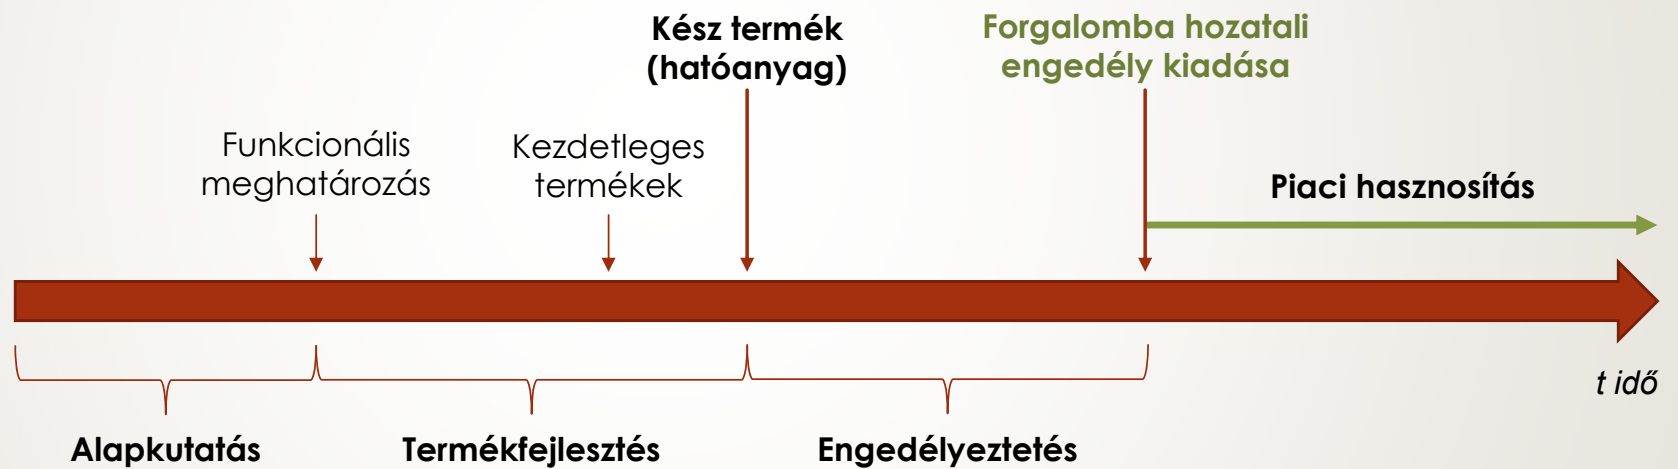 Kész termék
(hatóanyag)
Forgalomba hozatali
engedély kiadása
Funkcionális
meghatározás
Kezdetleges
termékek
Piaci hasznosítás
t idő
Alapkutatás
Termékfejlesztés
Engedélyeztetés